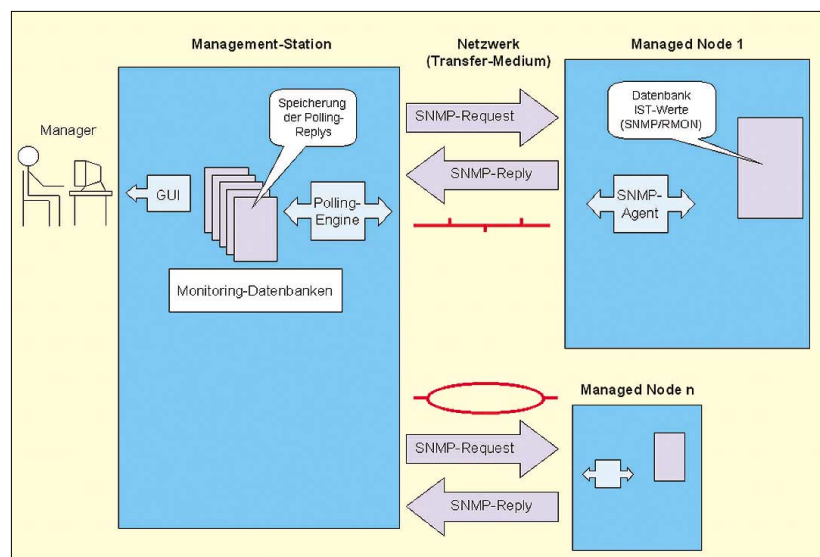 Management-Station
Netzwerk
(Transfer-Medium)
Managed Node 1
Manager
Speicherung
der Polling-
Replys
GUI
Polling-
Engine
Monitoring-Datenbanken
SNMP-Request
SNMP-Reply
Datenbank
IST-Werte
(SNMP/RMON)
SNMP-
Agent
Managed Node n
SNMP-Request
SNMP-Reply